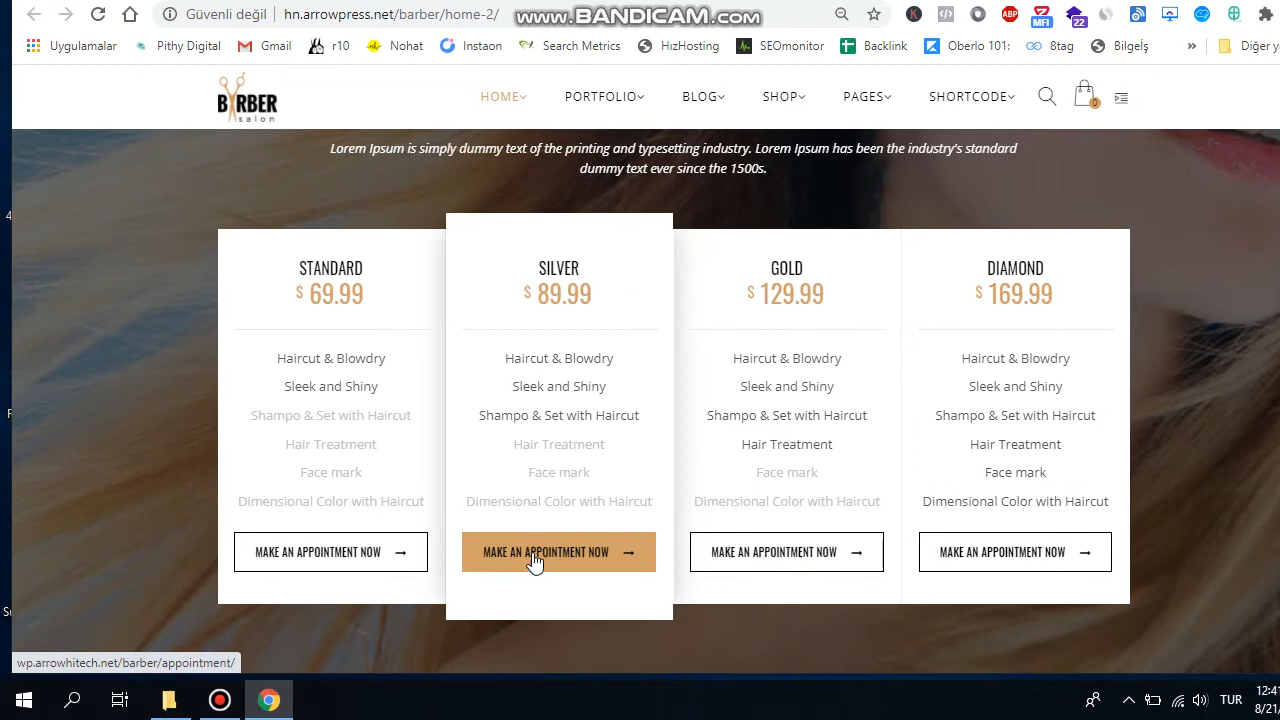 Güvenli değil
hn.arrowpress.net/barber/home-2/
www.BANDICAM.com
K
ABP
MFI
22
Uygulamalar
Pithy Digital
Gmail
r10
Nohat
Instaon
Search Metrics
HızHosting
SEOmonitor
Backlink
Oberlo 101:
8tag
Bilgelş
»
Diğer y
BARBER
salon
HOME
PORTFOLIO
BLOG
SHOP
PAGES
SHORTCODE
0
Lorem Ipsum is simply dummy text of the printing and typesetting industry. Lorem Ipsum has been the industry's standard
dummy text ever since the 1500s.
STANDARD
$ 69.99
Haircut & Blowdry
Sleek and Shiny
Shampo & Set with Haircut
Hair Treatment
Face mark
Dimensional Color with Haircut
MAKE AN APPOINTMENT NOW →
SILVER
$ 89.99
Haircut & Blowdry
Sleek and Shiny
Shampo & Set with Haircut
Hair Treatment
Face mark
Dimensional Color with Haircut
MAKE AN APPOINTMENT NOW →
GOLD
$ 129.99
Haircut & Blowdry
Sleek and Shiny
Shampo & Set with Haircut
Hair Treatment
Face mark
Dimensional Color with Haircut
MAKE AN APPOINTMENT NOW →
DIAMOND
$ 169.99
Haircut & Blowdry
Sleek and Shiny
Shampo & Set with Haircut
Hair Treatment
Face mark
Dimensional Color with Haircut
MAKE AN APPOINTMENT NOW →
wp.arrowhitech.net/barber/appointment/
TUR
12:41
8/21/